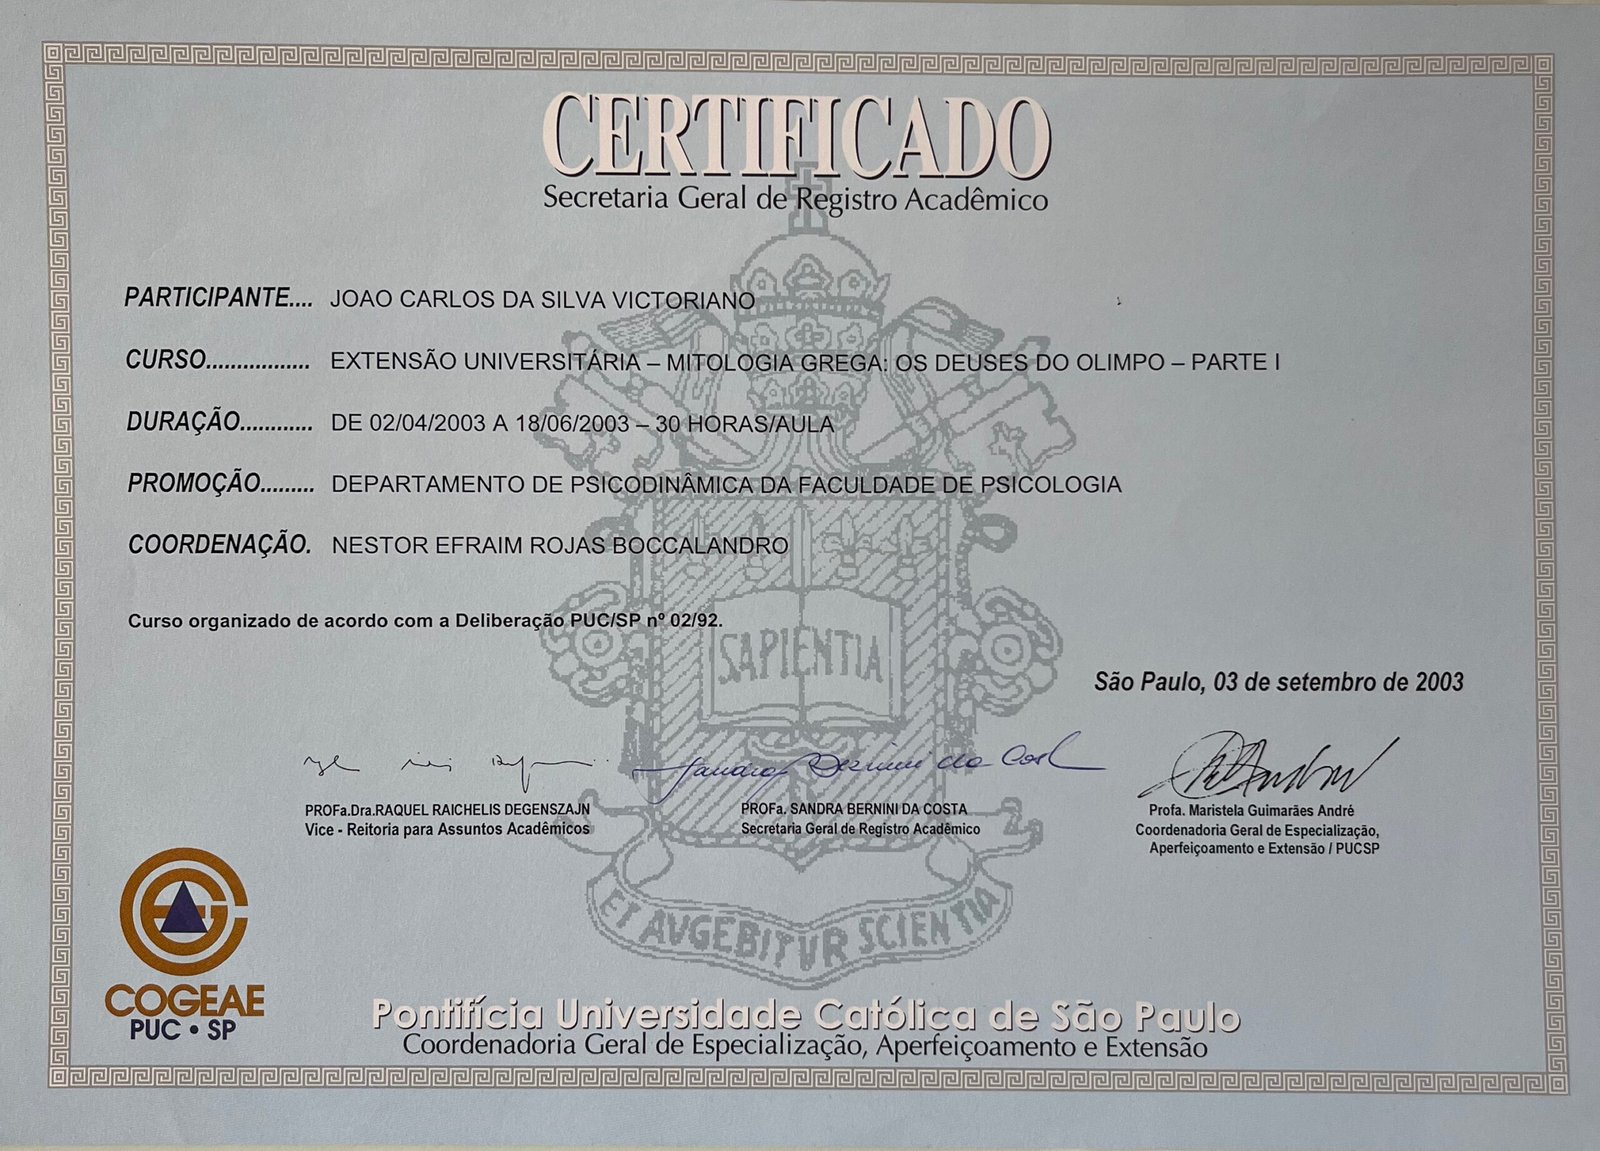 CERTIFICADO
Secretaria Geral de Registro Acadêmico
PARTICIPANTE.... JOAO CARLOS DA SILVA VICTORIANO
CURSO................ EXTENSÃO UNIVERSITÁRIA – MITOLOGIA GREGA: OS DEUSES DO OLIMPO – PARTE I
DURAÇÃO............ DE 02/04/2003 A 18/06/2003 – 30 HORAS/AULA
PROMOÇÃO......... DEPARTAMENTO DE PSICODINÂMICA DA FACULDADE DE PSICOLOGIA
COORDENAÇÃO. NESTOR EFRAIM ROJAS BOCCALANDRO
Curso organizado de acordo com a Deliberação PUC/SP nº 02/92.
SAPIENTIA
São Paulo, 03 de setembro de 2003
Sandra Bernini da Costa
PROFa.Dra.RAQUEL RAICHELIS DEGENSZAJN
Vice - Reitoria para Assuntos Acadêmicos
PROFa. SANDRA BERNINI DA COSTA
Secretaria Geral de Registro Acadêmico
Profa. Maristela Guimarães André
Coordenadoria Geral de Especialização,
Aperfeiçoamento e Extensão / PUCSP
ET AVGEBITVR SCIENTIA
COGEAE
PUC • SP
Pontifícia Universidade Católica de São Paulo
Coordenadoria Geral de Especialização, Aperfeiçoamento e Extensão